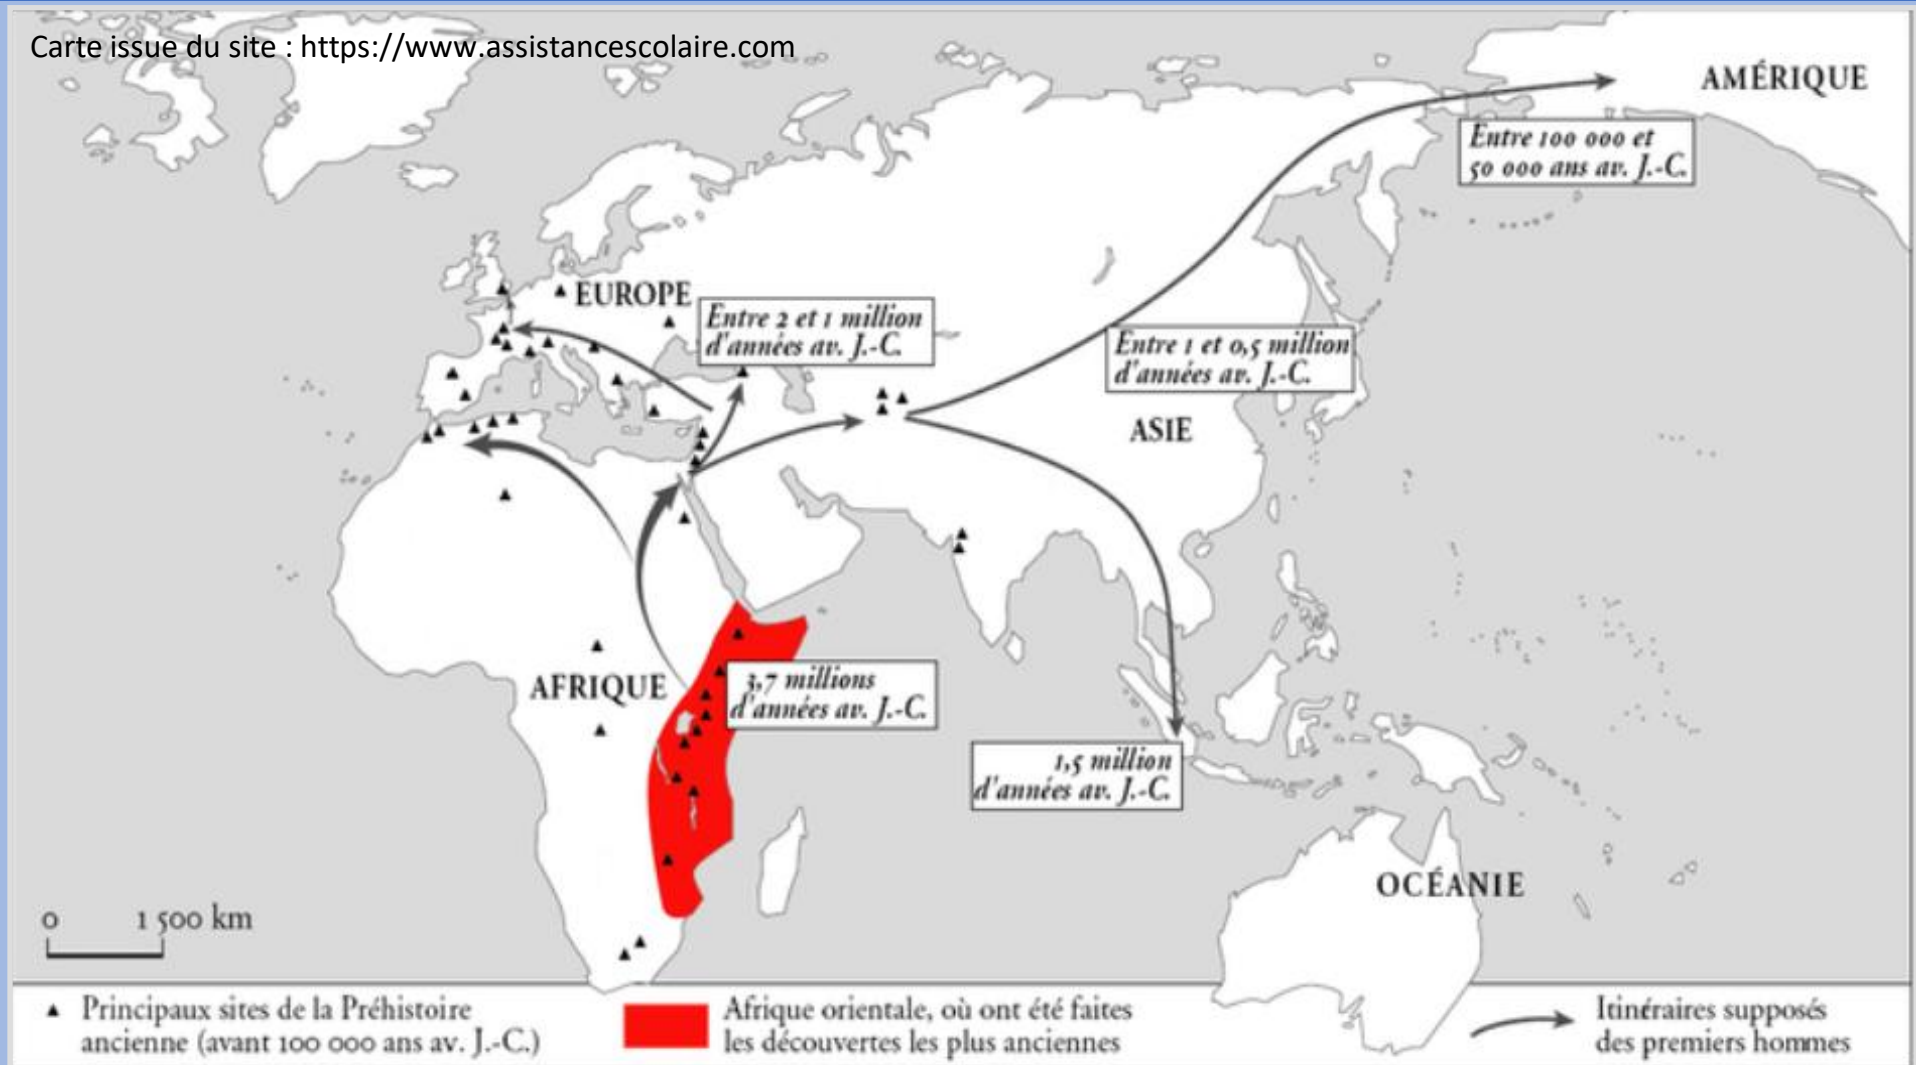 Carte issue du site : https://www.assistancescolaire.com
AMÉRIQUE
Entre 100 000 et
50 000 ans av. J.-C.
EUROPE
Entre 2 et 1 million
d'années av. J.-C.
Entre 1 et 0,5 million
d'années av. J.-C.
ASIE
AFRIQUE
3,7 millions
d'années av. J.-C.
1,5 million
d'années av. J.-C.
OCÉANIE
0 1 500 km
Principaux sites de la Préhistoire
ancienne (avant 100 000 ans av. J.-C.)
Afrique orientale, où ont été faites
les découvertes les plus anciennes
Itinéraires supposés
des premiers hommes